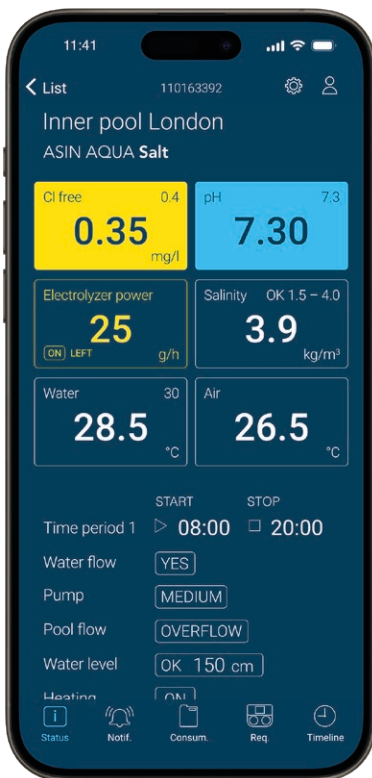 11:41
List 110163392
Inner pool London
ASIN AQUA Salt
Cl free 0.4
0.35
mg/l
pH 7.3
7.30
Electrolyzer power
25
ON LEFT g/h
Salinity OK 1.5 – 4.0
3.9
kg/m³
Water 30
28.5
°C
Air
26.5
°C
START STOP
Time period 1 08:00 20:00
Water flow YES
Pump MEDIUM
Pool flow OVERFLOW
Water level OK 150 cm
Heating ON
Status Notif. Consum. Req. Timeline